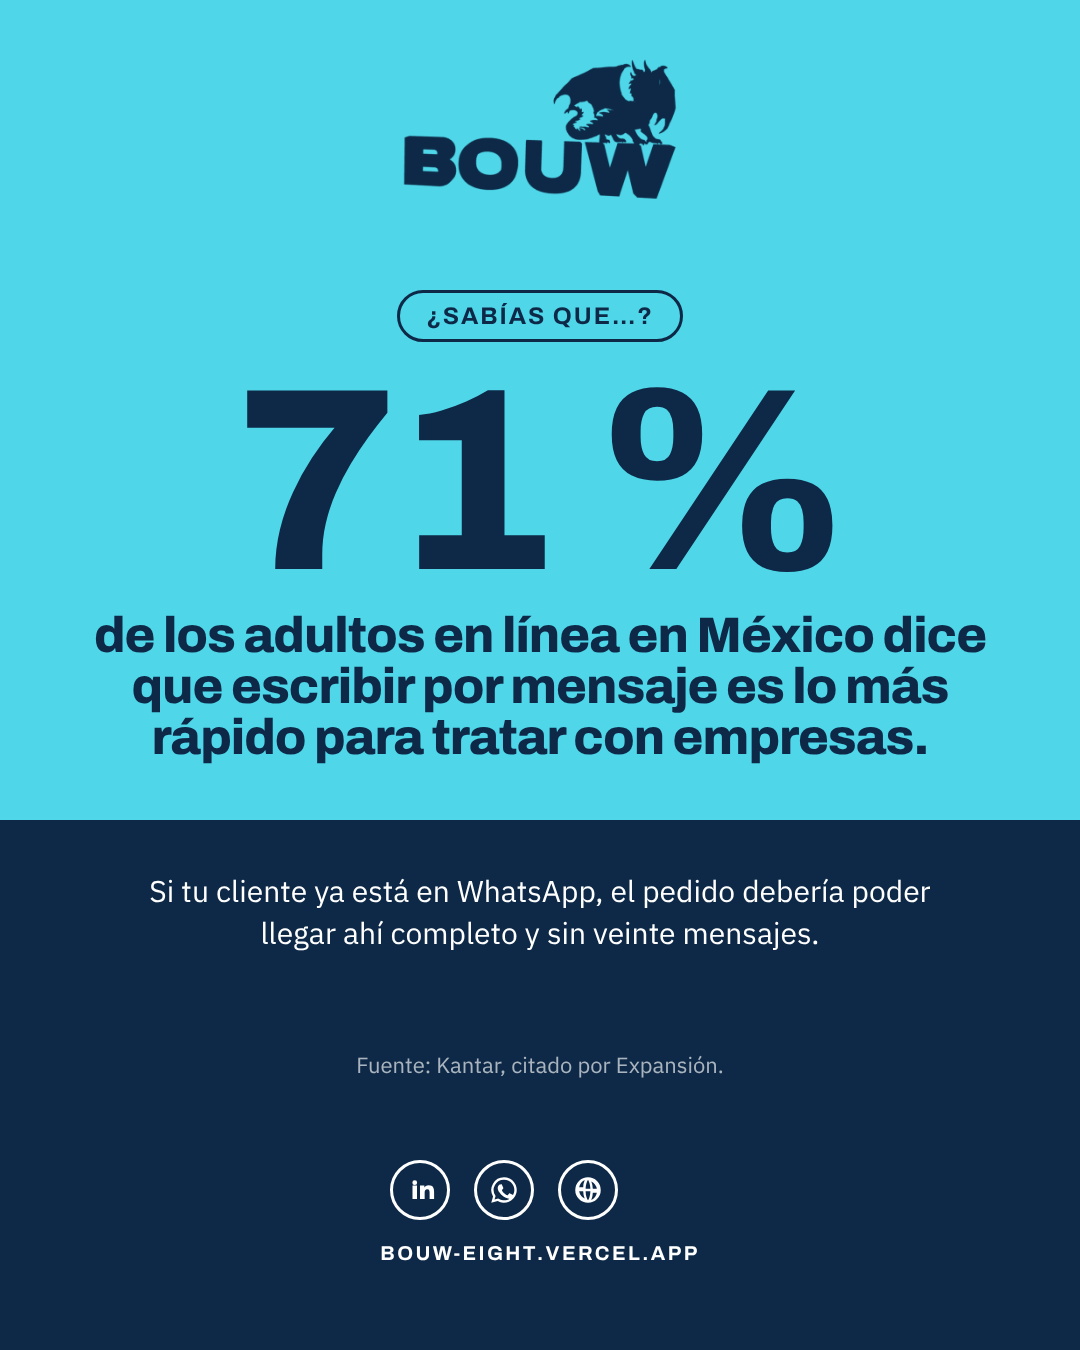 BOUW
¿SABÍAS QUE...?
71 %
de los adultos en línea en México dice
que escribir por mensaje es lo más
rápido para tratar con empresas.
Si tu cliente ya está en WhatsApp, el pedido debería poder
llegar ahí completo y sin veinte mensajes.
Fuente: Kantar, citado por Expansión.
in
BOUW-EIGHT.VERCEL.APP